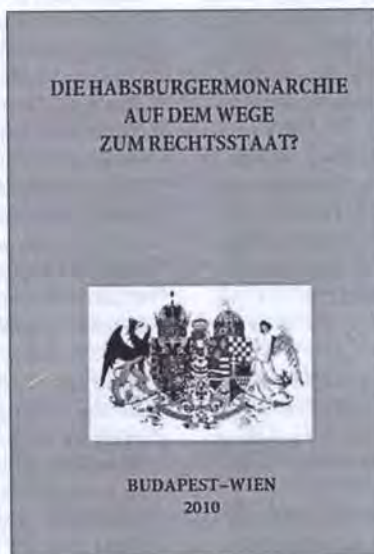 DIE HABSBURGERMONARCHIE
AUF DEM WEGE
ZUM RECHTSSTAAT?
BUDAPEST–WIEN
2010